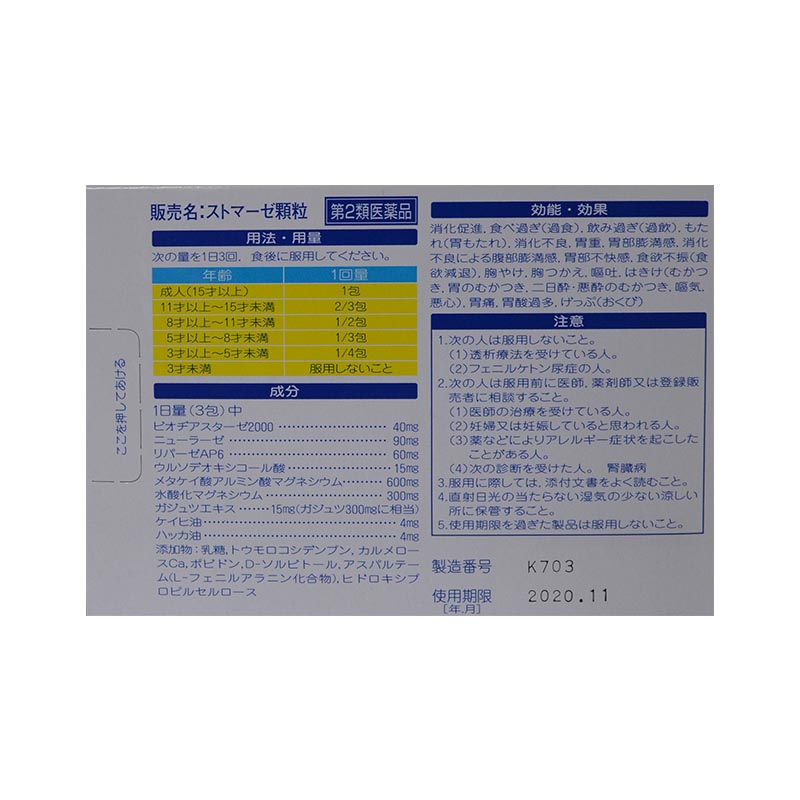 販売名:ストマーゼ顆粒 第2類医薬品
用法・用量
次の量を1日3回、食後に服用してください。
年齢 1回量
成人(15才以上) 1包
11才以上〜15才未満 2/3包
8才以上〜11才未満 1/2包
5才以上〜8才未満 1/3包
3才以上〜5才未満 1/4包
3才未満 服用しないこと
成分
1日量(3包)中
ビオヂアスターゼ2000 40mg
ニューラーゼ 90mg
リパーゼAP6 60mg
ウルソデオキシコール酸 15mg
メタケイ酸アルミン酸マグネシウム 600mg
水酸化マグネシウム 300mg
ガジュツエキス 15mg(ガジュツ300mgに相当)
ケイヒ油 4mg
ハッカ油 4mg
添加物:乳糖、トウモロコシデンプン、カルメロー
スCa、ポビドン、D-ソルビトール、アスパルテー
ム(L-フェニルアラニン化合物)、ヒドロキシプ
ロピルセルロース
ここを押してあける
効能・効果
消化促進、食べ過ぎ(過食)、飲み過ぎ(過飲)、もた
れ(胃もたれ)、消化不良、胃重、胃部膨満感、消化
不良による腹部膨満感、胃部不快感、食欲不振(食
欲減退)、胸やけ、胸つかえ、嘔吐、はきけ(むかつ
き、胃のむかつき、二日酔・悪酔のむかつき、嘔気、
悪心)、胃痛、胃酸過多、げっぷ(おくび)
注意
1.次の人は服用しないこと。
(1)透析療法を受けている人。
(2)フェニルケトン尿症の人。
2.次の人は服用前に医師、薬剤師又は登録販
売者に相談すること。
(1)医師の治療を受けている人。
(2)妊婦又は妊娠していると思われる人。
(3)薬などによりアレルギー症状を起こした
ことがある人。
(4)次の診断を受けた人。 腎臓病
3.服用に際しては、添付文書をよく読むこと。
4.直射日光の当たらない湿気の少ない涼しい
所に保管すること。
5.使用期限を過ぎた製品は服用しないこと。
製造番号 K703
使用期限 2020.11
[年.月]